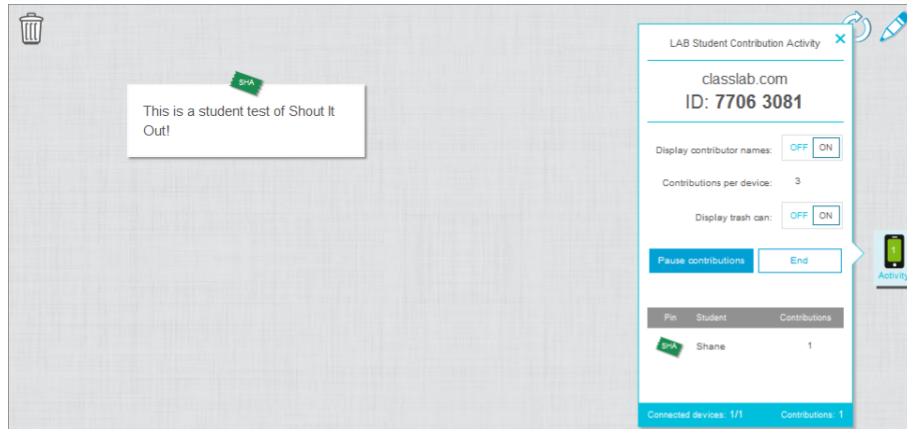 SHA
This is a student test of Shout It
Out!
LAB Student Contribution Activity
classlab.com
ID: 7706 3081
Display contributor names: OFF ON
Contributions per device: 3
Display trash can: OFF ON
Pause contributions End
Pin Student Contributions
SHA Shane 1
Connected devices: 1/1 Contributions: 1
1
Activity